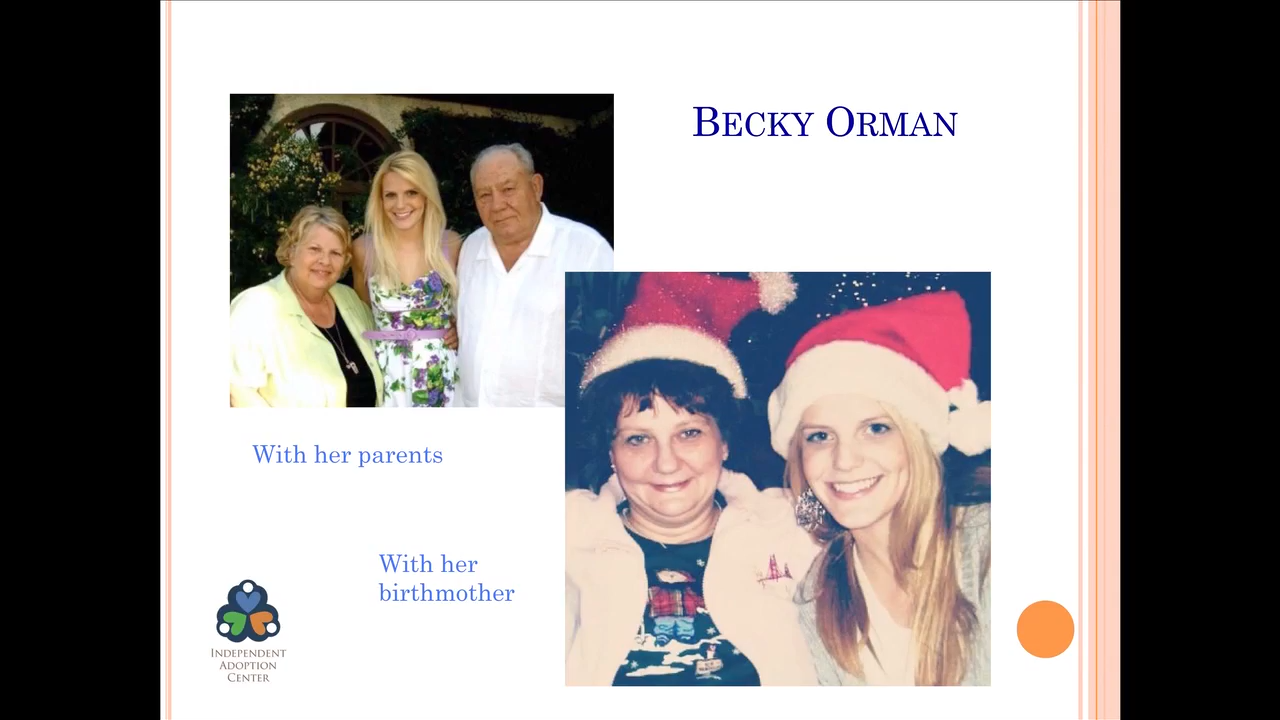 BECKY ORMAN
With her parents
With her
birthmother
INDEPENDENT
ADOPTION
CENTER